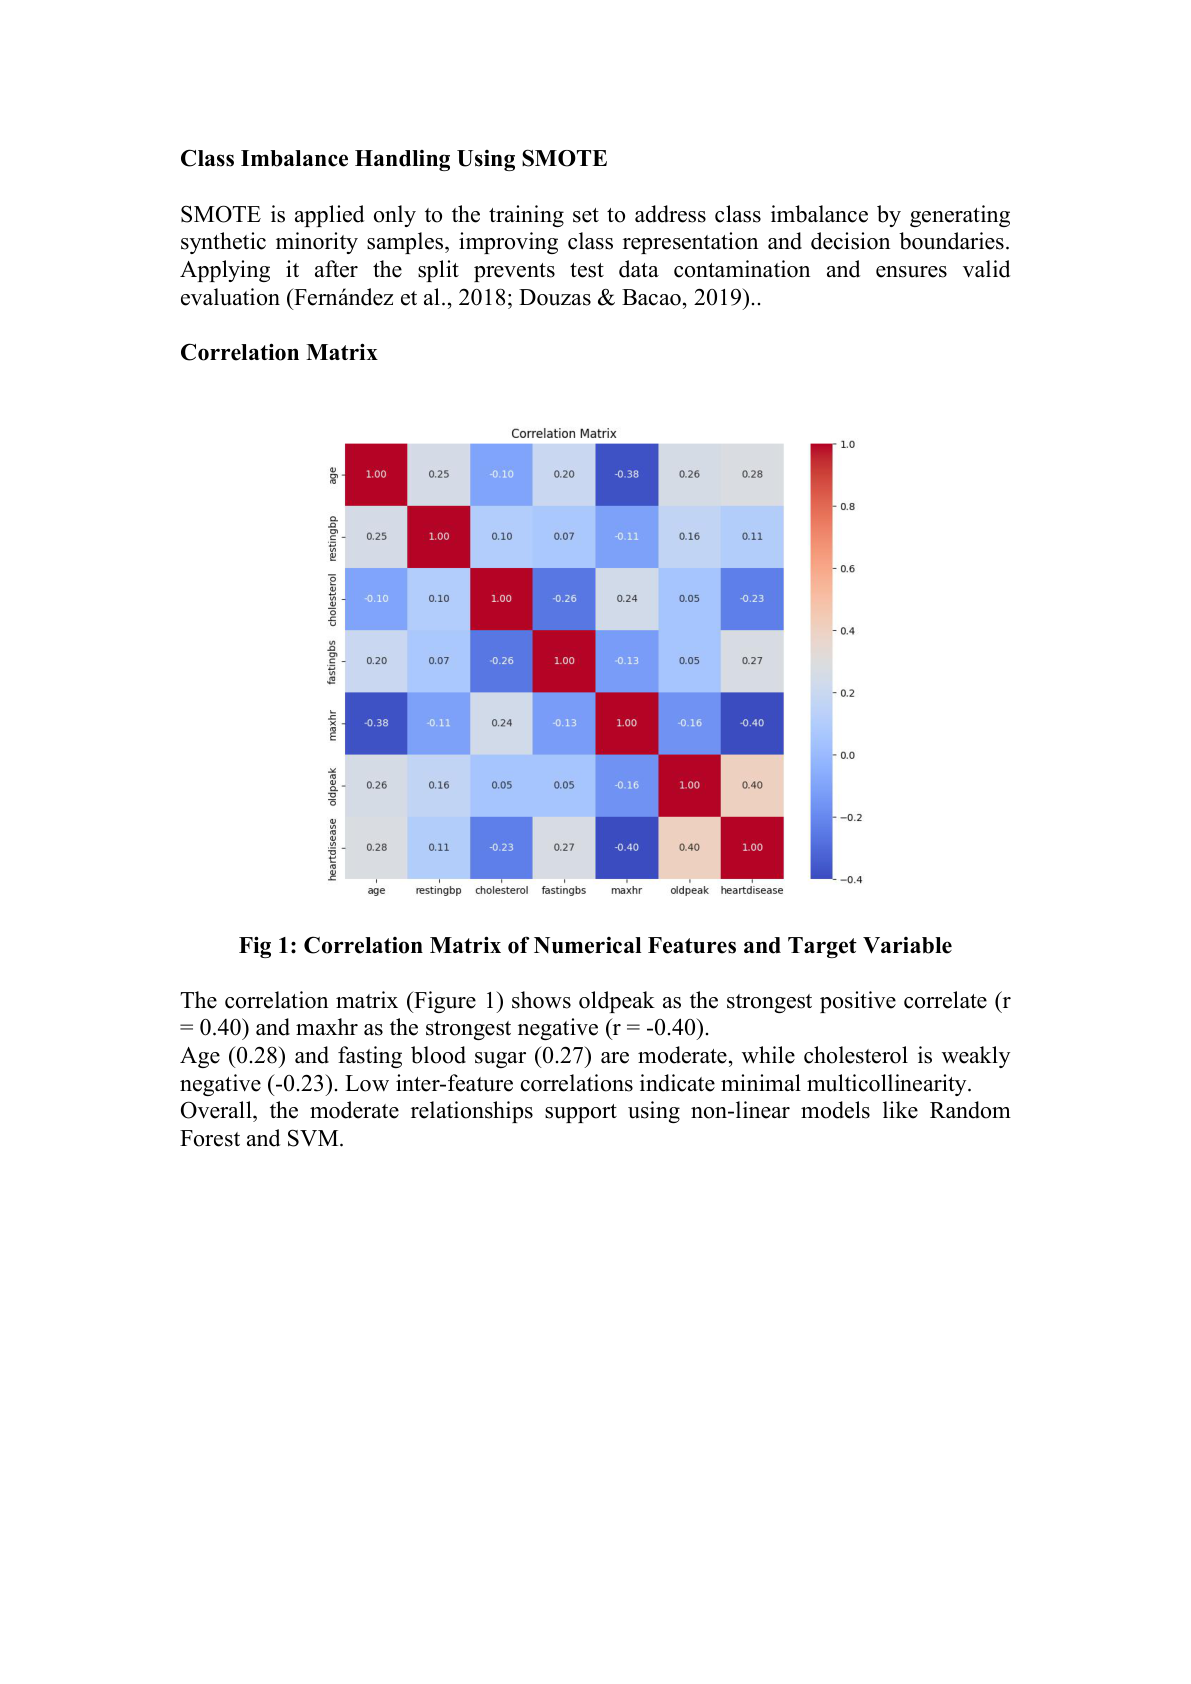 Class Imbalance Handling Using SMOTE
SMOTE is applied only to the training set to address class imbalance by generating
synthetic minority samples, improving class representation and decision boundaries.
Applying it after the split prevents test data contamination and ensures valid
evaluation (Fernández et al., 2018; Douzas & Bacao, 2019)..
Correlation Matrix
Correlation Matrix
age 1.00 0.25 -0.10 0.20 -0.38 0.26 0.28
restingbp 0.25 1.00 0.10 0.07 -0.11 0.16 0.11
cholesterol -0.10 0.10 1.00 -0.26 0.24 0.05 -0.23
fastingbs 0.20 0.07 -0.26 1.00 -0.13 0.05 0.27
maxhr -0.38 -0.11 0.24 -0.13 1.00 -0.16 -0.40
oldpeak 0.26 0.16 0.05 0.05 -0.16 1.00 0.40
heartdisease 0.28 0.11 -0.23 0.27 -0.40 0.40 1.00
age restingbp cholesterol fastingbs maxhr oldpeak heartdisease
1.0
0.8
0.6
0.4
0.2
0.0
−0.2
−0.4
Fig 1: Correlation Matrix of Numerical Features and Target Variable
The correlation matrix (Figure 1) shows oldpeak as the strongest positive correlate (r
= 0.40) and maxhr as the strongest negative (r = -0.40).
Age (0.28) and fasting blood sugar (0.27) are moderate, while cholesterol is weakly
negative (-0.23). Low inter-feature correlations indicate minimal multicollinearity.
Overall, the moderate relationships support using non-linear models like Random
Forest and SVM.